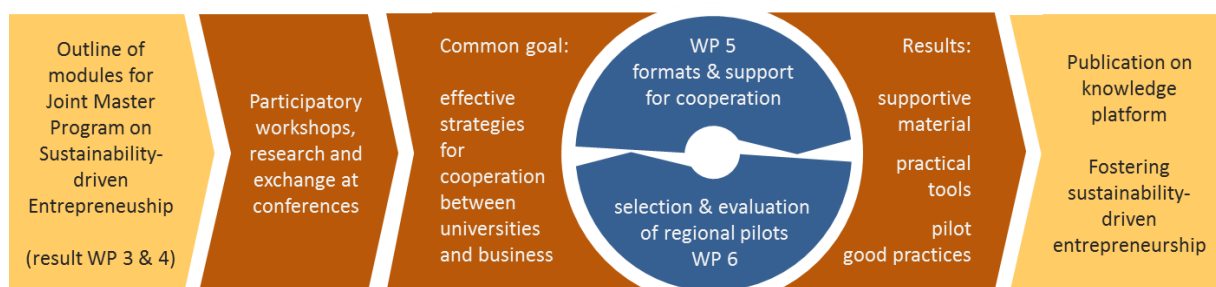 Outline of
modules for
Joint Master
Program on
Sustainability-
driven
Entrepreneuship
(result WP 3 & 4)
Participatory
workshops,
research and
exchange at
conferences
Common goal:
effective
strategies
for
cooperation
between
universities
and business
WP 5
formats & support
for cooperation
selection & evaluation
of regional pilots
WP 6
Results:
supportive
material
practical
tools
pilot
good practices
Publication on
knowledge
platform
Fostering
sustainability-
driven
entrepreneurship